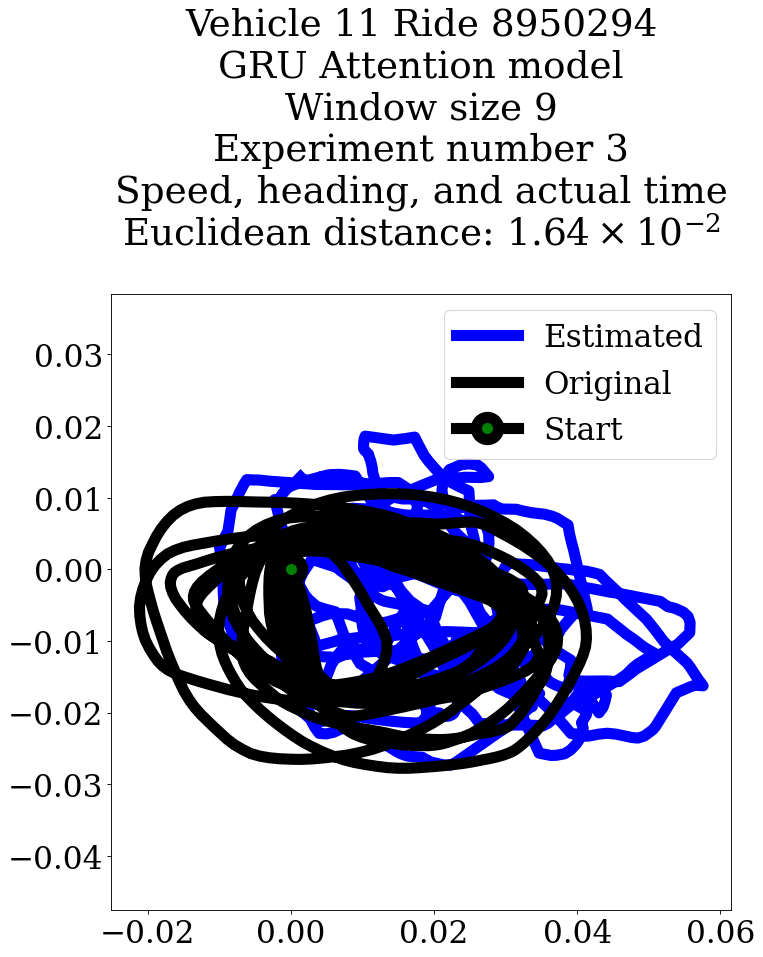 Vehicle 11 Ride 8950294
GRU Attention model
Window size 9
Experiment number 3
Speed, heading, and actual time
Euclidean distance: 1.64 × 10⁻²
Estimated
Original
Start
0.03
0.02
0.01
0.00
−0.01
−0.02
−0.03
−0.04
−0.02 0.00 0.02 0.04 0.06